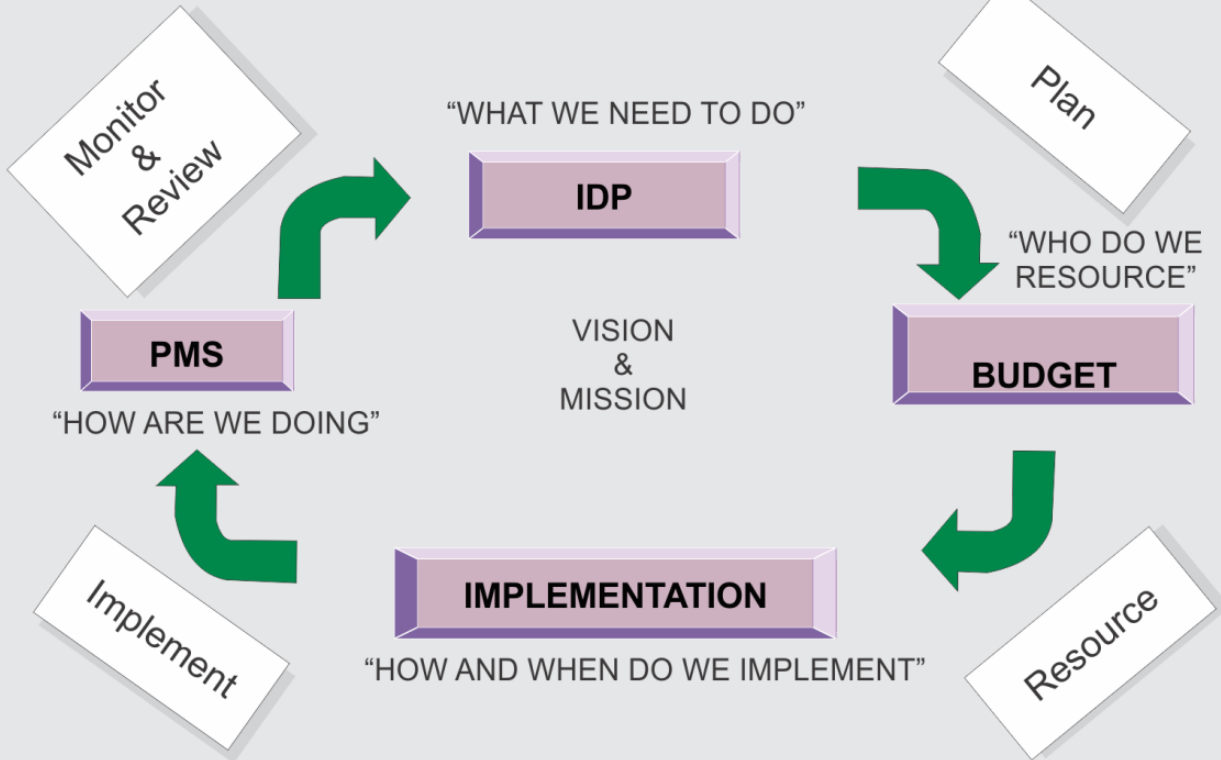 Monitor
&
Review
Plan
“WHAT WE NEED TO DO”
IDP
“WHO DO WE
RESOURCE”
BUDGET
VISION
&
MISSION
PMS
“HOW ARE WE DOING”
IMPLEMENTATION
“HOW AND WHEN DO WE IMPLEMENT”
Implement
Resource